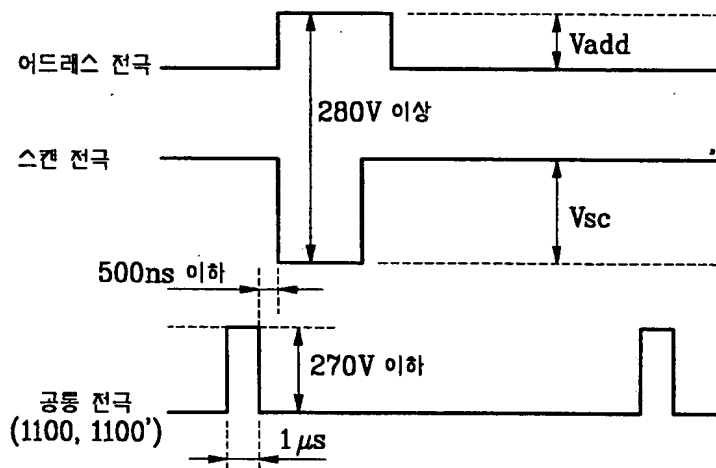 어드레스 전극
Vadd
280V 이상
스캔 전극
Vsc
500ns 이하
270V 이하
공통 전극
(1100, 1100')
1μs